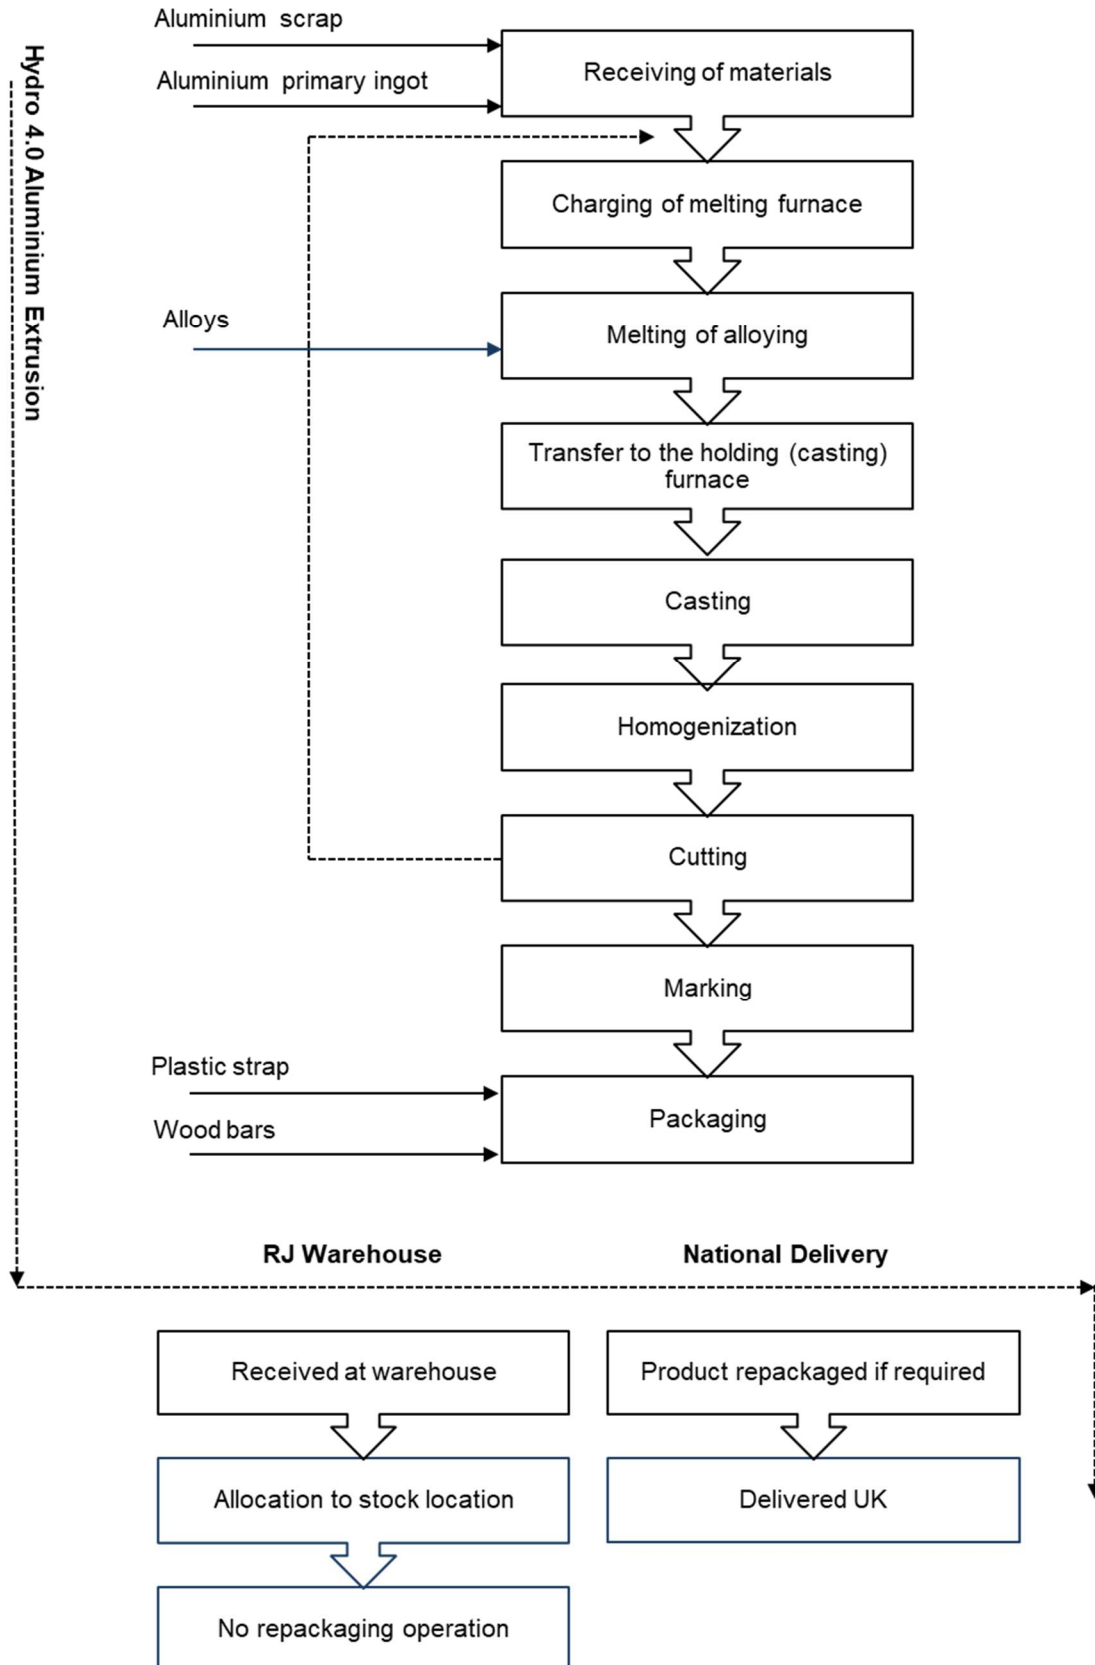 Aluminium scrap
Hydro 4.0 Aluminium Extrusion
Receiving of materials
Aluminium primary ingot
Charging of melting furnace
Alloys
Melting of alloying
Transfer to the holding (casting)
furnace
Casting
Homogenization
Cutting
Marking
Plastic strap
Packaging
Wood bars
RJ Warehouse
National Delivery
Received at warehouse
Product repackaged if required
Allocation to stock location
Delivered UK
No repackaging operation